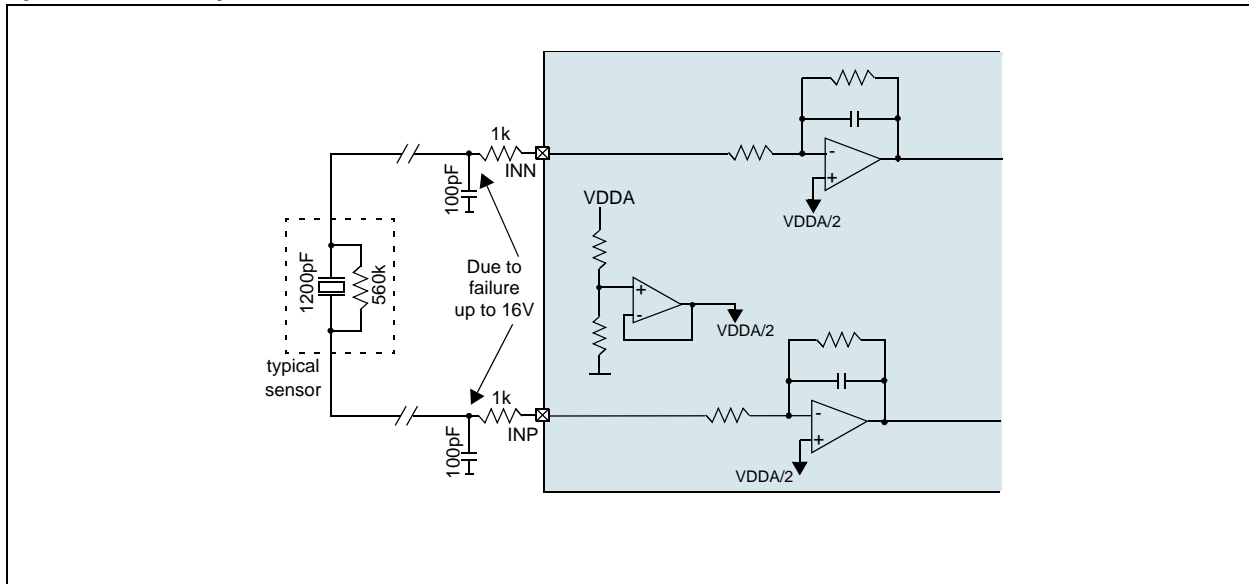 1k
INN
100pF
VDDA/2
VDDA
1200pF
560k
Due to
failure
up to 16V
VDDA/2
typical
sensor
1k
INP
100pF
VDDA/2
+
-
+
-
+
-